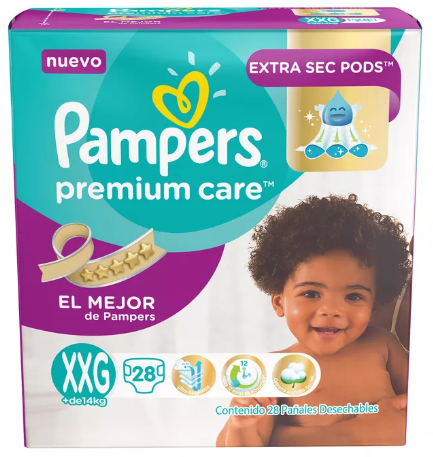 XXG
nuevo
EXTRA SEC PODS™
Pampers®
premium care™
EL MEJOR
de Pampers
XXG
+de14kg
28
12
Contenido 28 Pañales Desechables